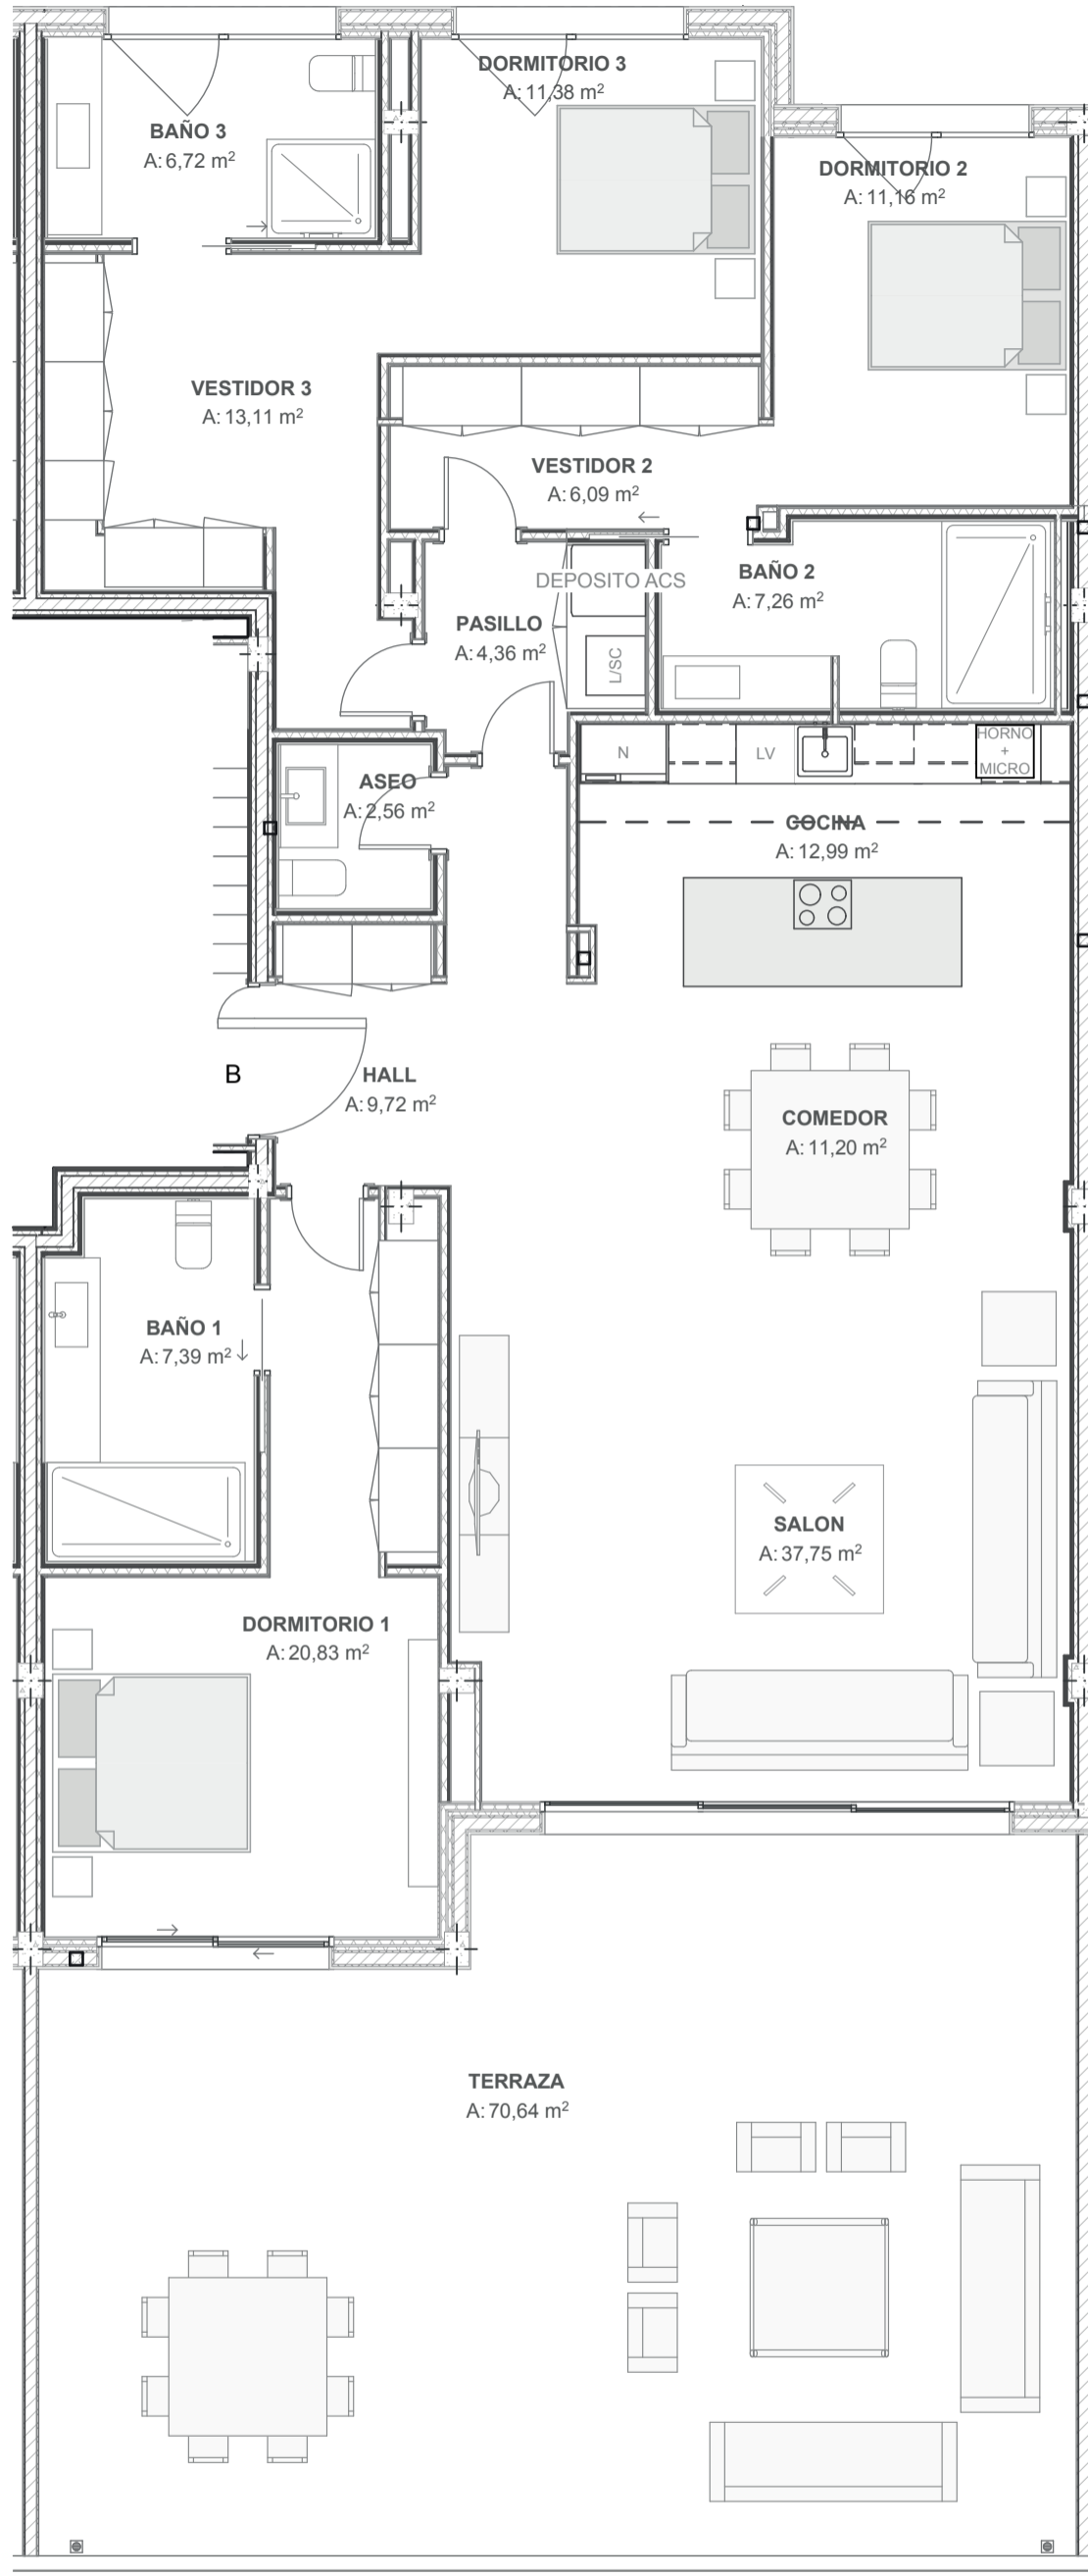 DORMITORIO 3
A: 11,38 m²
BAÑO 3
A: 6,72 m²
DORMITORIO 2
A: 11,16 m²
VESTIDOR 3
A: 13,11 m²
VESTIDOR 2
A: 6,09 m²
DEPOSITO ACS
BAÑO 2
A: 7,26 m²
PASILLO
A: 4,36 m²
L/SC
N
LV
HORNO
+
MICRO
ASEO
A: 2,56 m²
COCINA
A: 12,99 m²
B
HALL
A: 9,72 m²
COMEDOR
A: 11,20 m²
BAÑO 1
A: 7,39 m²
SALON
A: 37,75 m²
DORMITORIO 1
A: 20,83 m²
TERRAZA
A: 70,64 m²